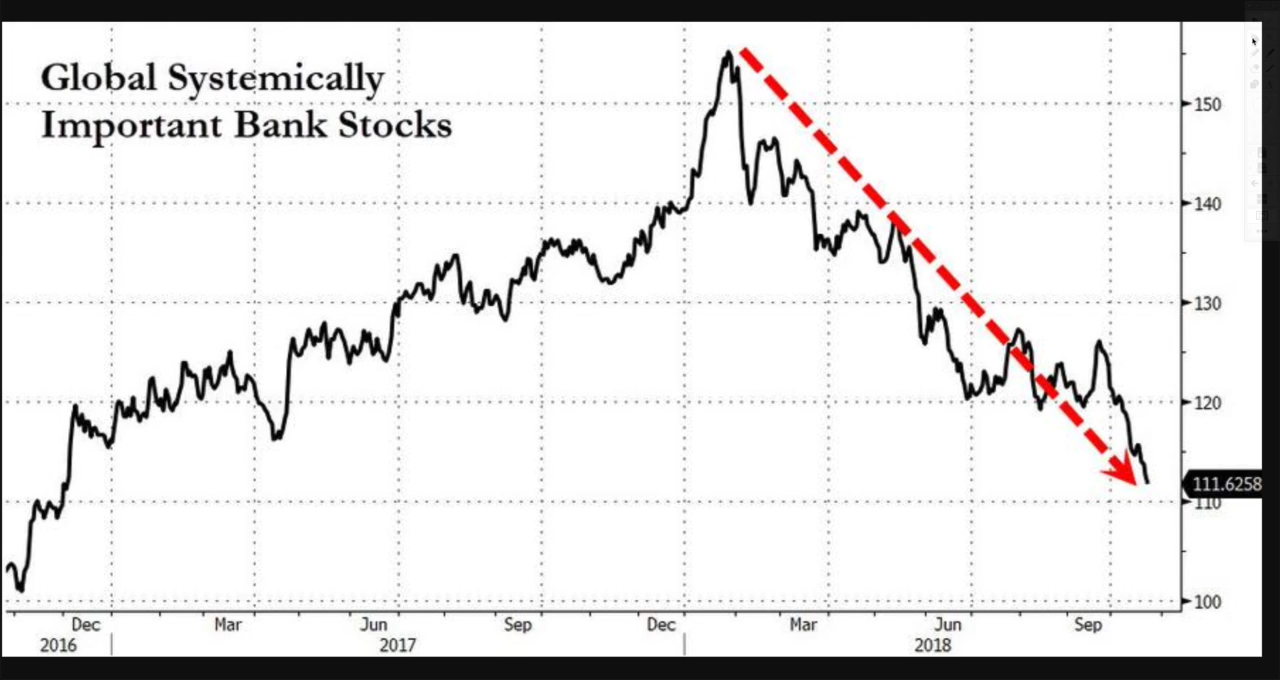 Global Systemically
Important Bank Stocks
150
140
130
120
111.6258
110
100
Dec Mar Jun Sep Dec Mar Jun Sep
2016 2017 2018